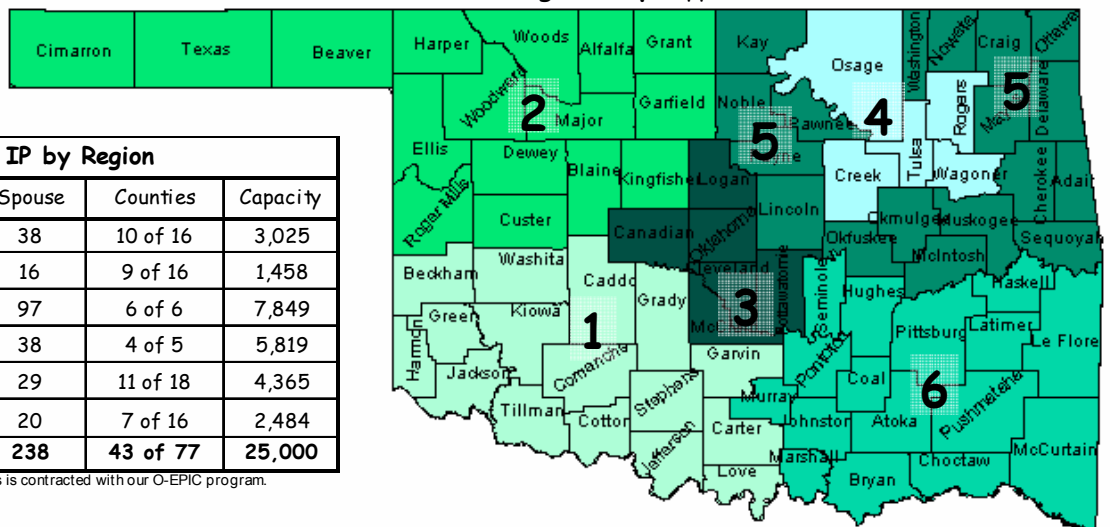 IP by Region
Spouse Counties Capacity
38 10 of 16 3,025
16 9 of 16 1,458
97 6 of 6 7,849
38 4 of 5 5,819
29 11 of 18 4,365
20 7 of 16 2,484
238 43 of 77 25,000
is contracted with our O-EPIC program.
Cimarron Texas Beaver Harper Woods Alfalfa Grant Kay Osage Washington Nowata Craig Ottawa
Woodward 2 Major Garfield Noble Pawnee 4 Rogers 5 Delaware
Ellis Dewey Blaine Kingfisher Logan 5 Creek Tulsa Wagoner Cherokee Adair
Roger Mills Custer Canadian Oklahoma Lincoln Okmulgee Muskogee Sequoyah
Beckham Washita Caddo Grady Cleveland Pottawatomie Okfuskee McIntosh
Greer Kiowa 1 3 Seminole Hughes Haskell
Harmon Jackson Comanche Garvin Pontotoc Pittsburg Latimer Le Flore
Tillman Cotton Stephens Murray Coal 6 Pushmataha
Jefferson Carter Johnston Atoka McCurtain
Love Marshall Bryan Choctaw